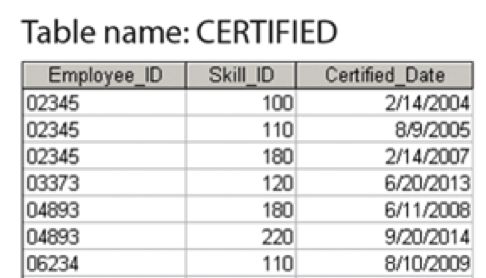 Table name: CERTIFIED
Employee_ID Skill_ID Certified_Date
02345 100 2/14/2004
02345 110 8/9/2005
02345 180 2/14/2007
03373 120 6/20/2013
04893 180 6/11/2008
04893 220 9/20/2014
06234 110 8/10/2009